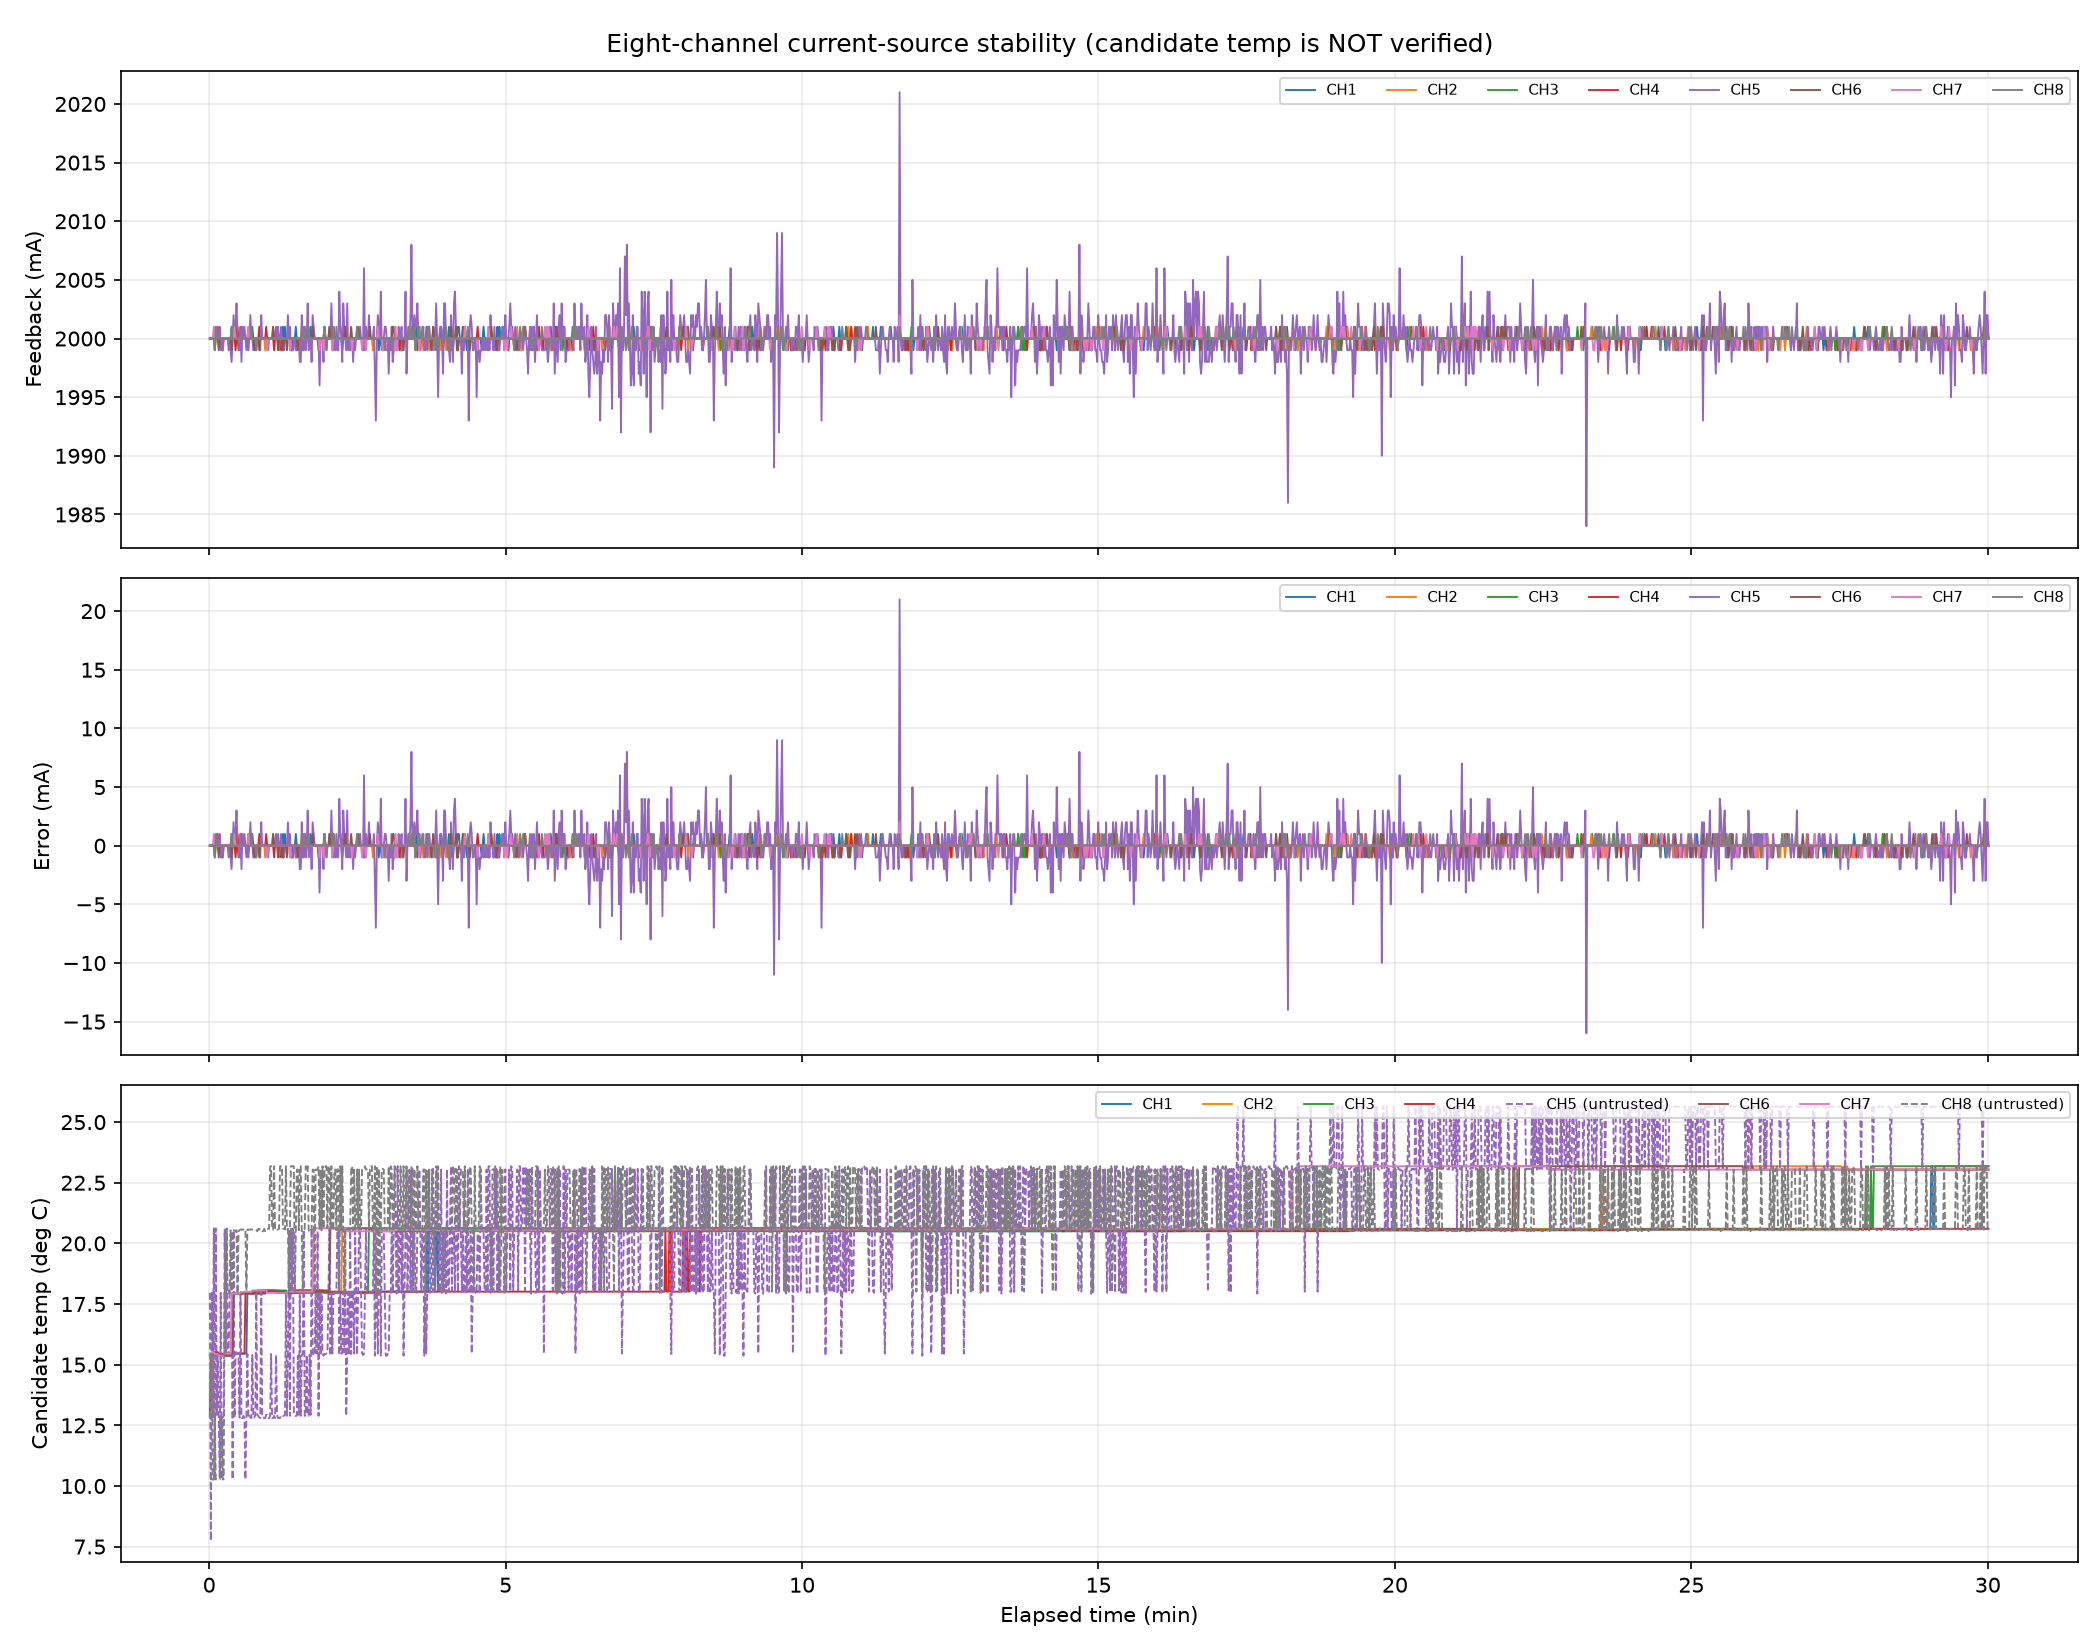 Eight-channel current-source stability (candidate temp is NOT verified)
CH1 CH2 CH3 CH4 CH5 CH6 CH7 CH8
2020
2015
2010
2005
2000
1995
1990
1985
Feedback (mA)
CH1 CH2 CH3 CH4 CH5 CH6 CH7 CH8
20
15
10
5
0
−5
−10
−15
Error (mA)
CH1 CH2 CH3 CH4 CH5 (untrusted) CH6 CH7 CH8 (untrusted)
25.0
22.5
20.0
17.5
15.0
12.5
10.0
7.5
Candidate temp (deg C)
0 5 10 15 20 25 30
Elapsed time (min)